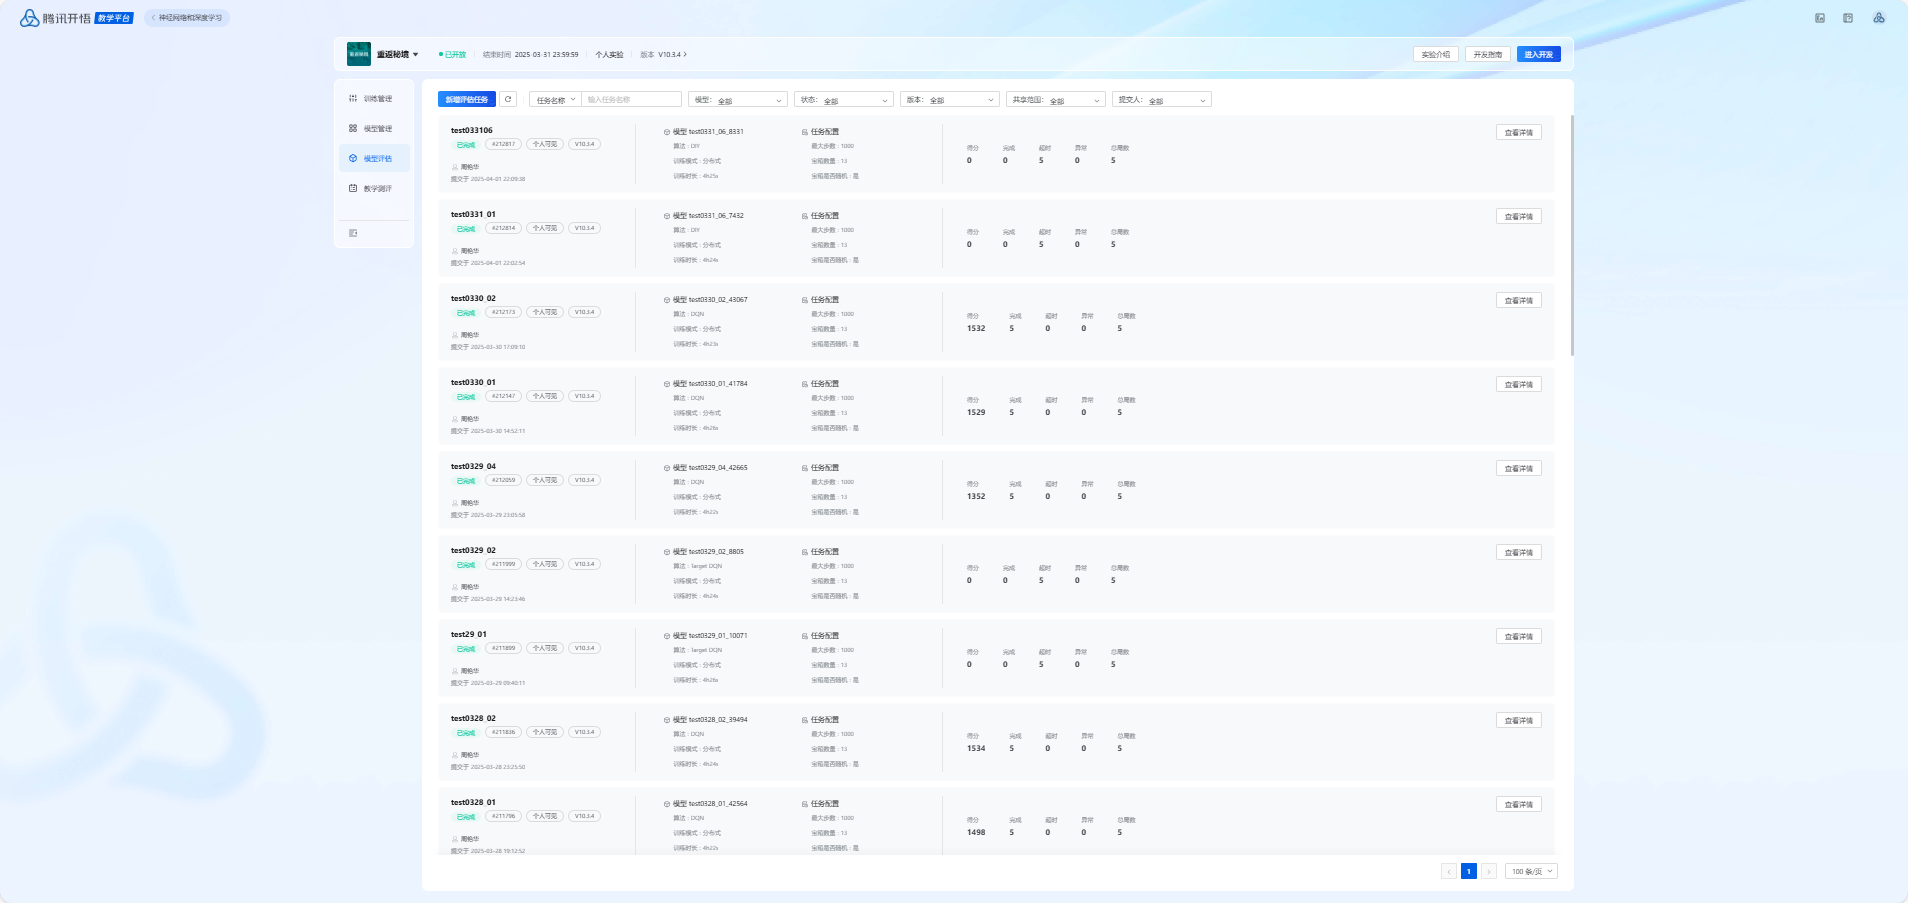 腾讯开悟 教学平台 神经网络和深度学习
重返秘境 已开放 结束时间 2025-03-31 23:59:59 个人实验 版本 V10.3.4 实验介绍 开发指南 进入开发
训练管理
模型管理
模型评估
教学测评
新增评估任务 任务名称 输入任务名称 模型： 全部 状态： 全部 版本： 全部 共享范围： 全部 提交人： 全部
test033106
已完成 #212817 个人可见 V10.3.4
提交于 2025-04-01 22:09:38
模型 test0331_06_8331
算法：DIY
训练模式：分布式
训练时长：4h25s
任务配置
最大步数：1000
宝箱数量：13
宝箱是否随机：是
得分 完成 超时 异常 总局数
0 0 5 0 5
查看详情
test0331_01
已完成 #212814 个人可见 V10.3.4
提交于 2025-04-01 22:02:54
模型 test0331_06_7432
算法：DIY
训练模式：分布式
训练时长：4h24s
任务配置
最大步数：1000
宝箱数量：13
宝箱是否随机：是
得分 完成 超时 异常 总局数
0 0 5 0 5
查看详情
test0330_02
已完成 #212173 个人可见 V10.3.4
提交于 2025-03-30 17:09:10
模型 test0330_02_43067
算法：DQN
训练模式：分布式
训练时长：4h23s
任务配置
最大步数：1000
宝箱数量：13
宝箱是否随机：是
得分 完成 超时 异常 总局数
1532 5 0 0 5
查看详情
test0330_01
已完成 #212147 个人可见 V10.3.4
提交于 2025-03-30 14:52:11
模型 test0330_01_41784
算法：DQN
训练模式：分布式
训练时长：4h26s
任务配置
最大步数：1000
宝箱数量：13
宝箱是否随机：是
得分 完成 超时 异常 总局数
1529 5 0 0 5
查看详情
test0329_04
已完成 #212059 个人可见 V10.3.4
提交于 2025-03-29 23:05:58
模型 test0329_04_42665
算法：DQN
训练模式：分布式
训练时长：4h22s
任务配置
最大步数：1000
宝箱数量：13
宝箱是否随机：是
得分 完成 超时 异常 总局数
1352 5 0 0 5
查看详情
test0329_02
已完成 #211999 个人可见 V10.3.4
提交于 2025-03-29 14:23:46
模型 test0329_02_8805
算法：Target DQN
训练模式：分布式
训练时长：4h24s
任务配置
最大步数：1000
宝箱数量：13
宝箱是否随机：是
得分 完成 超时 异常 总局数
0 0 5 0 5
查看详情
test29_01
已完成 #211899 个人可见 V10.3.4
提交于 2025-03-29 09:40:11
模型 test0329_01_10071
算法：Target DQN
训练模式：分布式
训练时长：4h26s
任务配置
最大步数：1000
宝箱数量：13
宝箱是否随机：是
得分 完成 超时 异常 总局数
0 0 5 0 5
查看详情
test0328_02
已完成 #211836 个人可见 V10.3.4
提交于 2025-03-28 23:25:50
模型 test0328_02_39494
算法：DQN
训练模式：分布式
训练时长：4h24s
任务配置
最大步数：1000
宝箱数量：13
宝箱是否随机：是
得分 完成 超时 异常 总局数
1534 5 0 0 5
查看详情
test0328_01
已完成 #211796 个人可见 V10.3.4
提交于 2025-03-28 19:12:52
模型 test0328_01_42564
算法：DQN
训练模式：分布式
训练时长：4h22s
任务配置
最大步数：1000
宝箱数量：13
宝箱是否随机：是
得分 完成 超时 异常 总局数
1498 5 0 0 5
查看详情
1 100 条/页